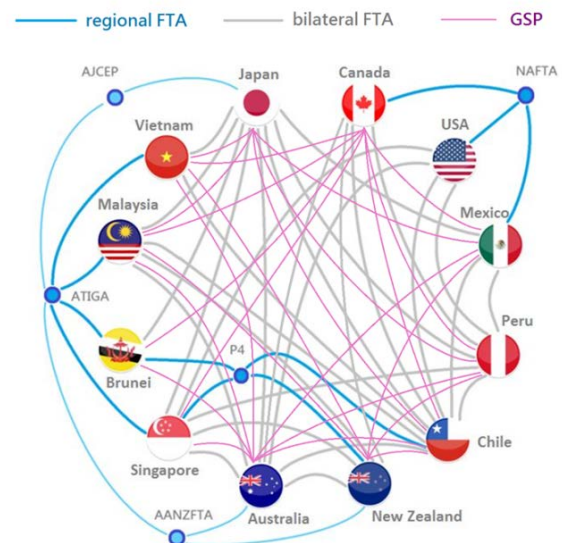 regional FTA
bilateral FTA
GSP
AJCEP
Japan
Canada
NAFTA
Vietnam
USA
Malaysia
Mexico
ATIGA
Peru
P4
Brunei
Chile
Singapore
AANZFTA
Australia
New Zealand